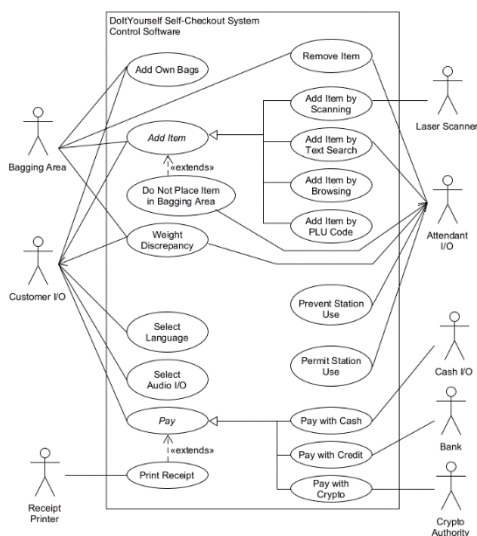 DoItYourself Self-Checkout System
Control Software
Add Own Bags
Remove Item
Add Item by
Scanning
Laser Scanner
Bagging Area
Add Item
Add Item by
Text Search
«extends»
Do Not Place Item
in Bagging Area
Add Item by
Browsing
Add Item by
PLU Code
Attendant
I/O
Weight
Discrepancy
Customer I/O
Prevent Station
Use
Select
Language
Permit Station
Use
Select
Audio I/O
Cash I/O
Pay
Pay with Cash
«extends»
Pay with Credit
Bank
Print Receipt
Pay with
Crypto
Receipt
Printer
Crypto
Authority